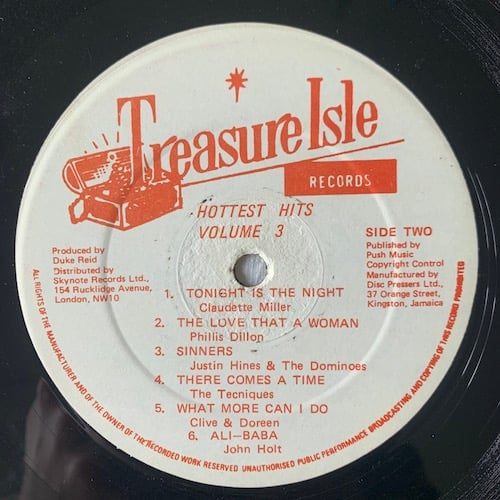 Treasure Isle
RECORDS
HOTTEST HITS
VOLUME 3
SIDE TWO
Produced by
Duke Reid
Distributed by
Skynote Records Ltd.,
154 Rucklidge Avenue,
London, NW10
Published by
Push Music
Copyright Control
Manufactured by
Disc Pressers Ltd.,
37 Orange Street,
Kingston, Jamaica
1. TONIGHT IS THE NIGHT
Claudette Miller
2. THE LOVE THAT A WOMAN
Phillis Dillon
3. SINNERS
Justin Hines & The Dominoes
4. THERE COMES A TIME
The Tecniques
5. WHAT MORE CAN I DO
Clive & Doreen
6. ALI-BABA
John Holt
ALL RIGHTS OF THE MANUFACTURER AND OF THE OWNER OF THE RECORDED WORK RESERVED UNAUTHORISED PUBLIC PERFORMANCE BROADCASTING AND COPYING OF THIS RECORD PROHIBITED